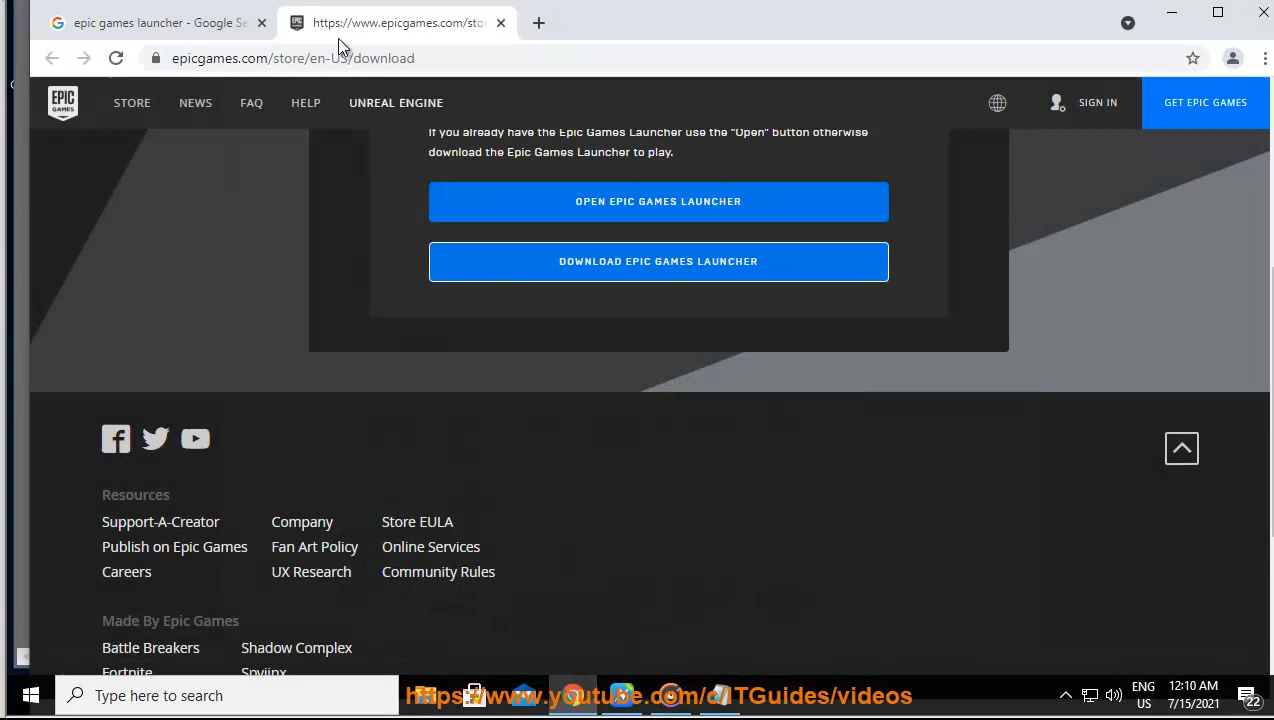 epic games launcher - Google Se
https://www.epicgames.com/stor
epicgames.com/store/en-US/download
EPIC GAMES
STORE
NEWS
FAQ
HELP
UNREAL ENGINE
SIGN IN
GET EPIC GAMES
If you already have the Epic Games Launcher use the "Open" button otherwise
download the Epic Games Launcher to play.
OPEN EPIC GAMES LAUNCHER
DOWNLOAD EPIC GAMES LAUNCHER
Resources
Support-A-Creator
Company
Store EULA
Publish on Epic Games
Fan Art Policy
Online Services
Careers
UX Research
Community Rules
Made By Epic Games
Battle Breakers
Shadow Complex
Fortnite
Spyjinx
Type here to search
https://www.youtube.com/c/ITGuides/videos
ENG
US
12:10 AM
7/15/2021
22